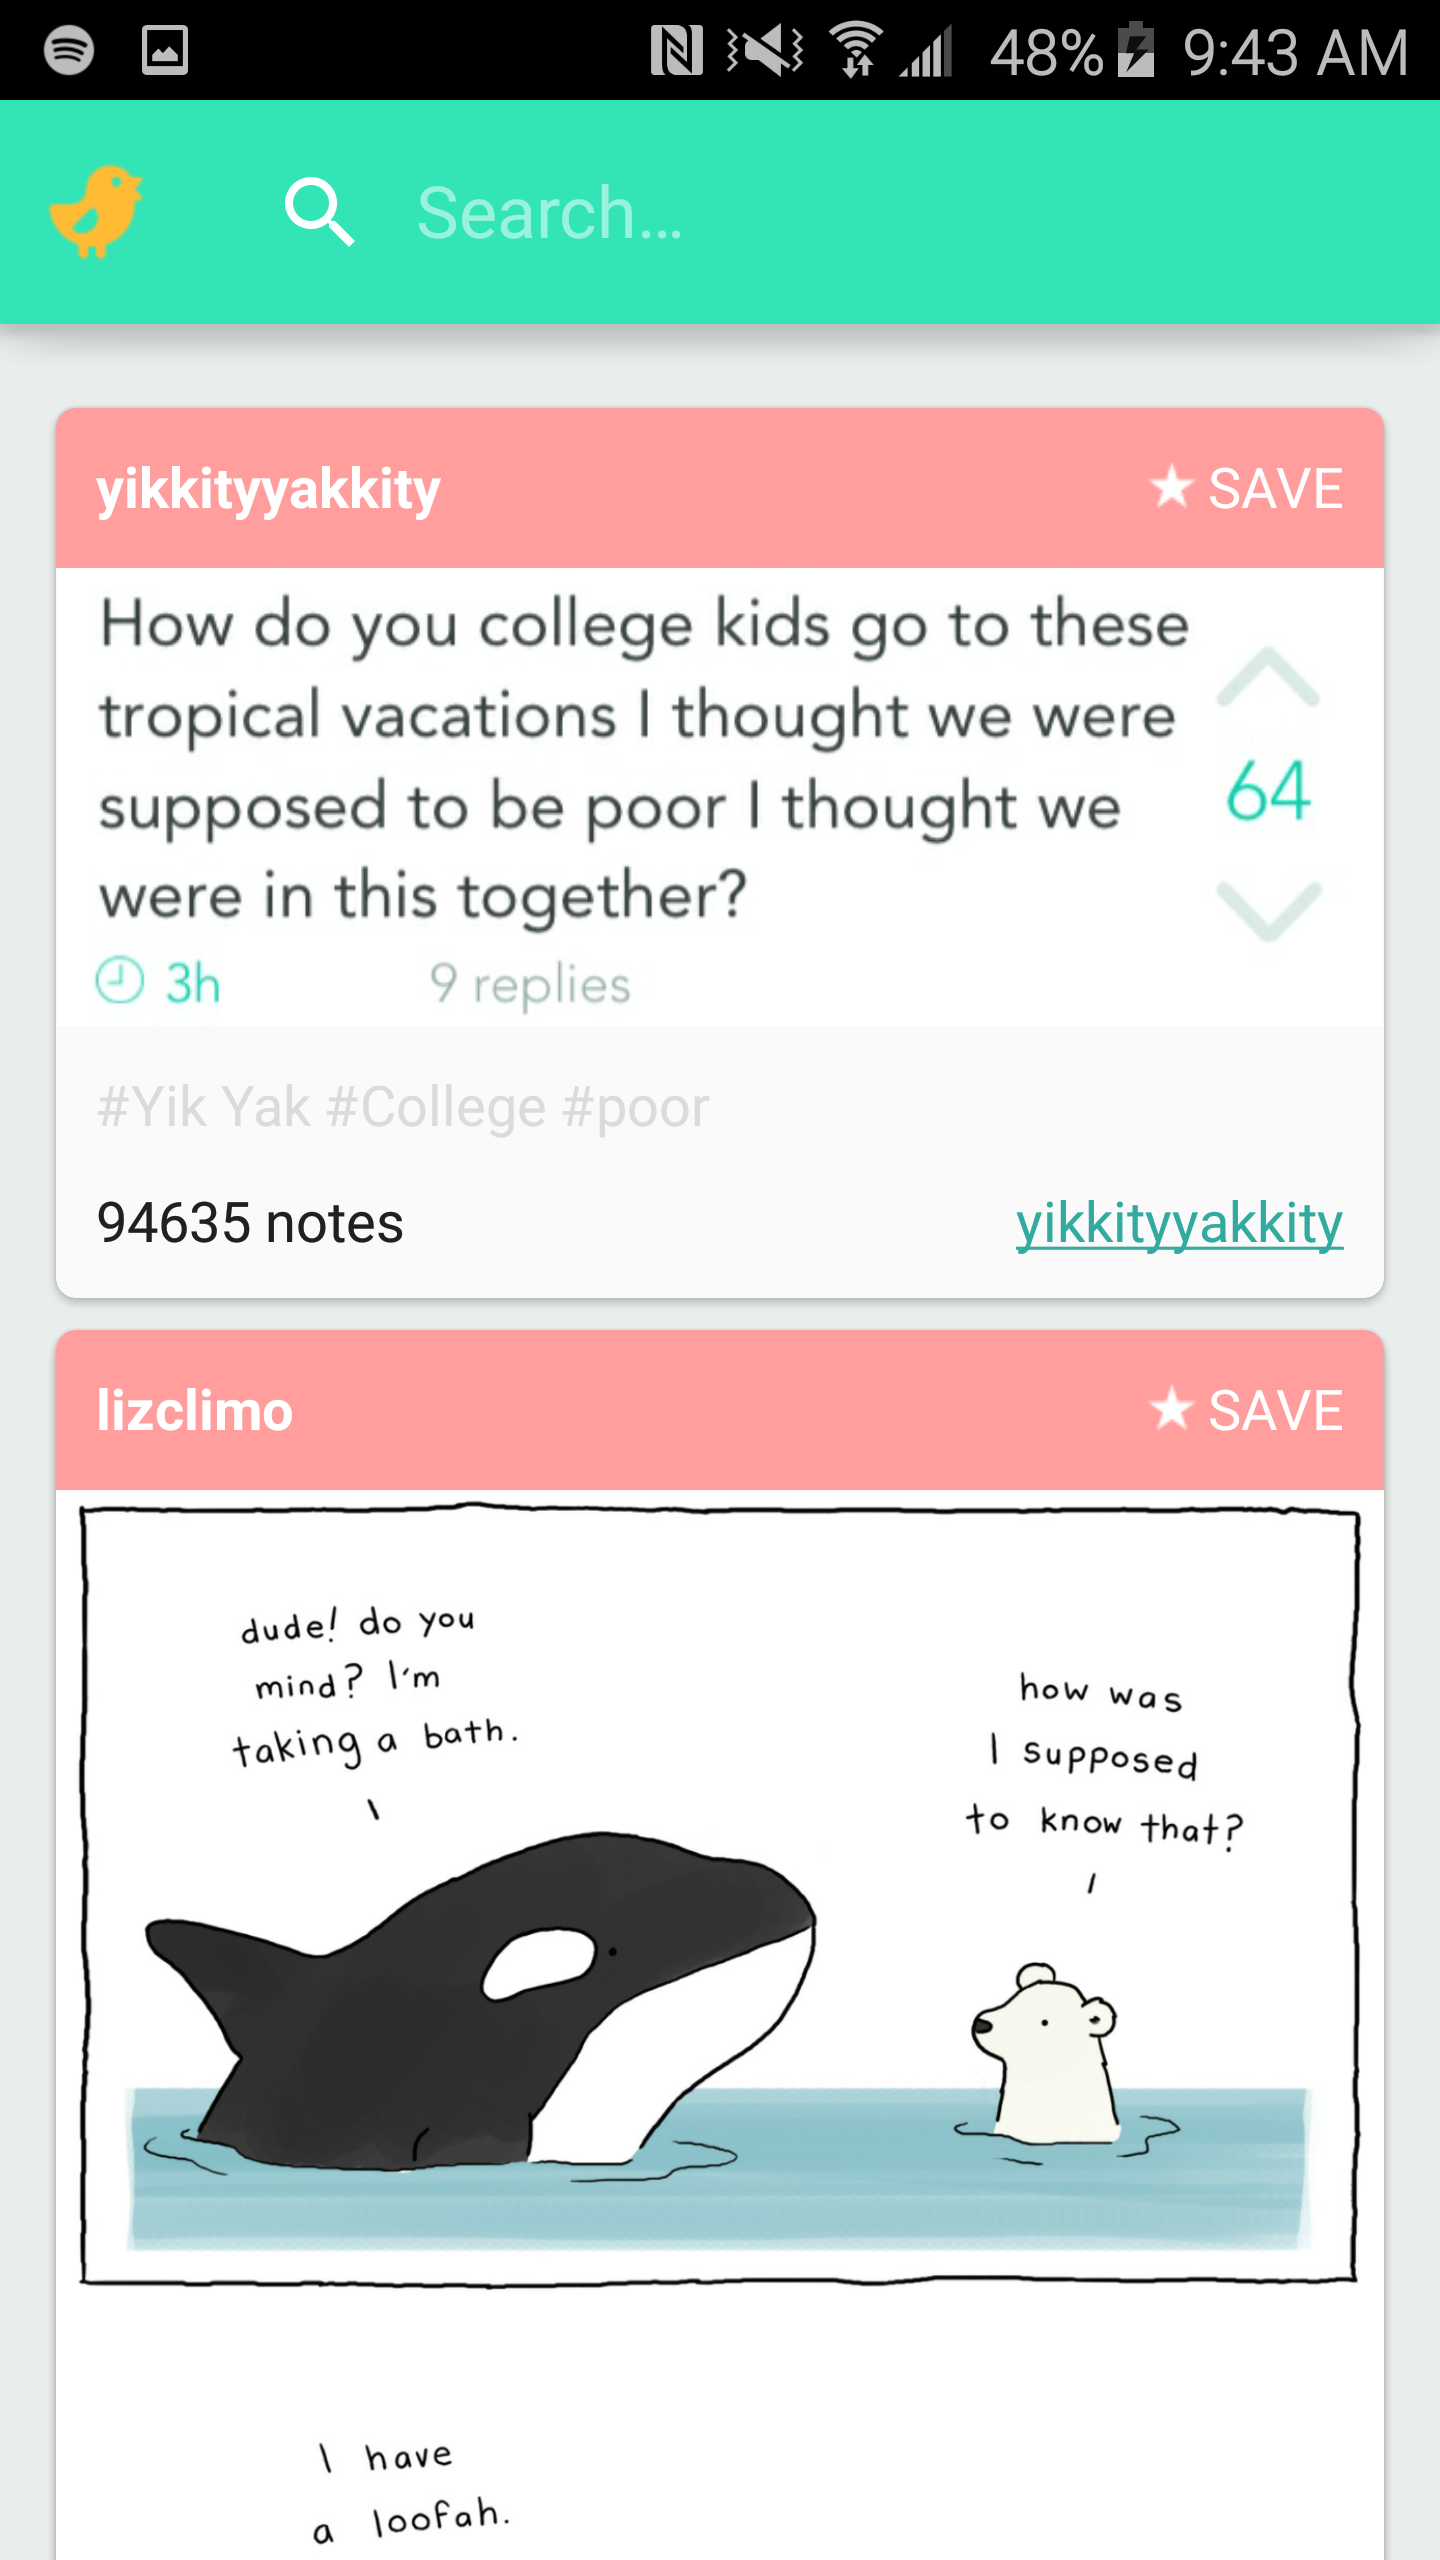 48% 9:43 AM
Search...
yikkityyakkity
★ SAVE
How do you college kids go to these
tropical vacations I thought we were
supposed to be poor I thought we
were in this together?
64
3h 9 replies
#Yik Yak #College #poor
94635 notes
yikkityyakkity
lizclimo
★ SAVE
dude! do you
mind? I'm
taking a bath.
how was
I supposed
to know that?
I have
a loofah.